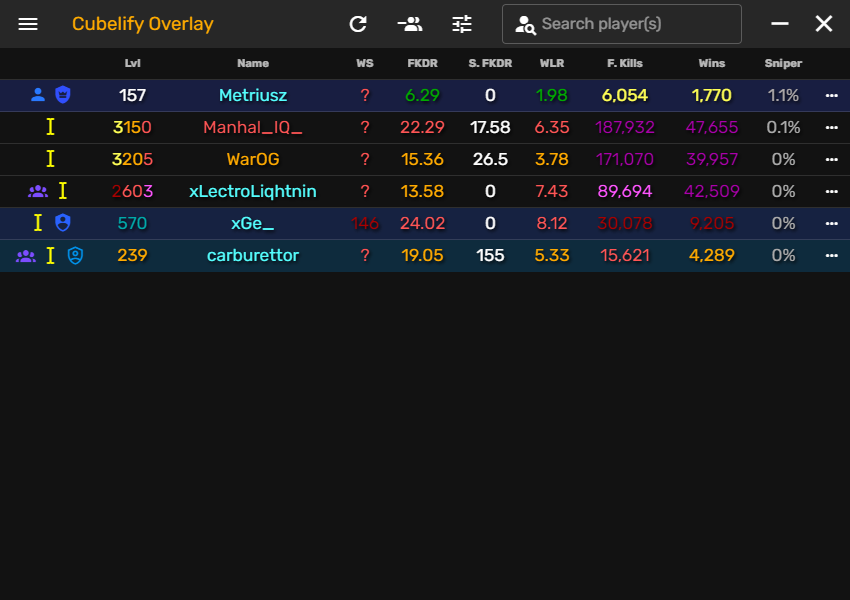 Cubelify Overlay Search player(s)
Lvl Name WS FKDR S. FKDR WLR F. Kills Wins Sniper
157 Metriusz ? 6.29 0 1.98 6,054 1,770 1.1%
3150 Manhal_IQ_ ? 22.29 17.58 6.35 187,932 47,655 0.1%
3205 WarOG ? 15.36 26.5 3.78 171,070 39,957 0%
2603 xLectroLiqhtnin ? 13.58 0 7.43 89,694 42,509 0%
570 xGe_ 146 24.02 0 8.12 30,078 9,205 0%
239 carburettor ? 19.05 155 5.33 15,621 4,289 0%